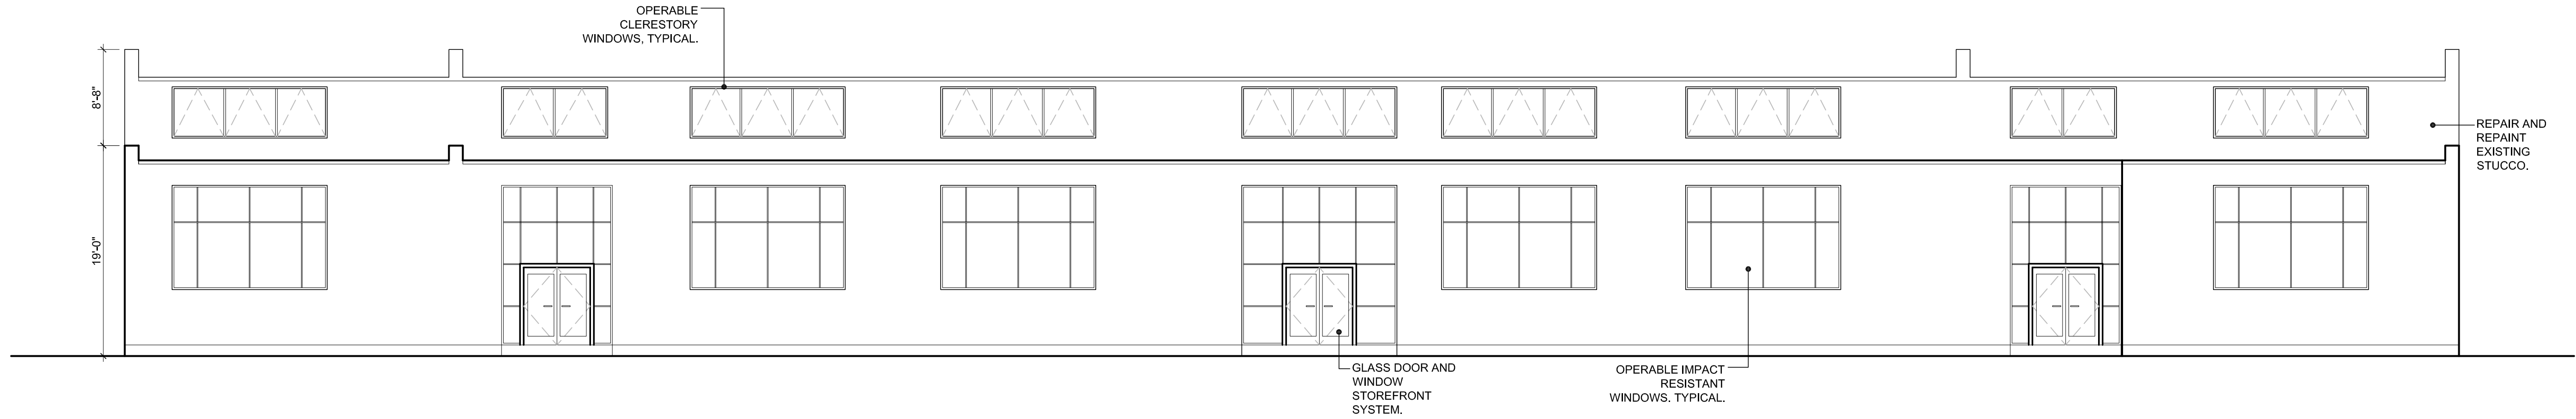 OPERABLE
CLERESTORY
WINDOWS, TYPICAL.
8'-8"
19'-0"
REPAIR AND
REPAINT
EXISTING
STUCCO.
GLASS DOOR AND
WINDOW
STOREFRONT
SYSTEM.
OPERABLE IMPACT
RESISTANT
WINDOWS. TYPICAL.